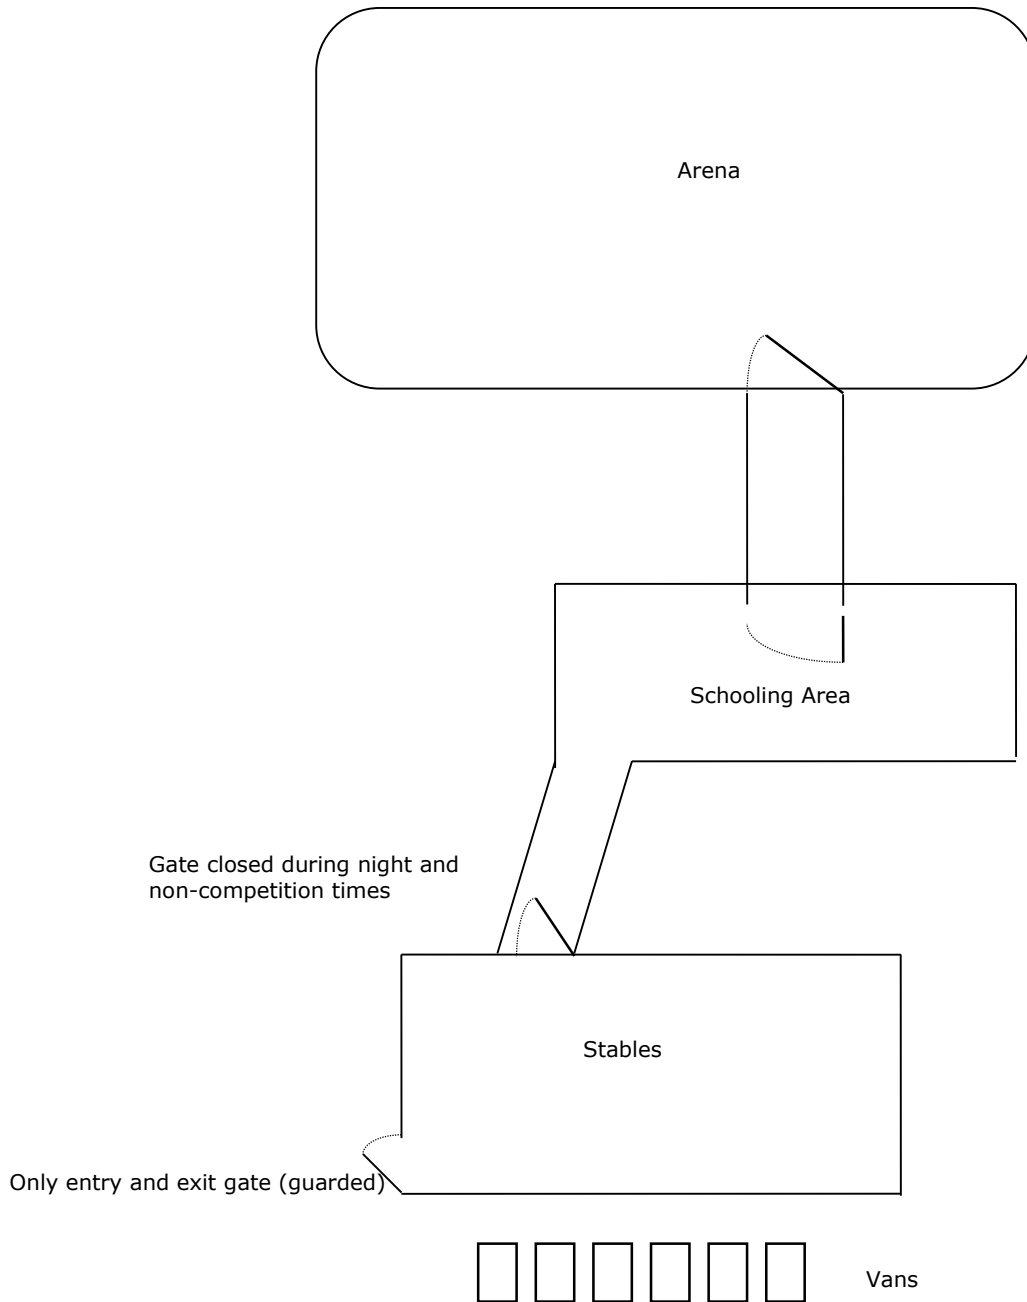 Arena
Schooling Area
Gate closed during night and
non-competition times
Stables
Only entry and exit gate (guarded)
Vans